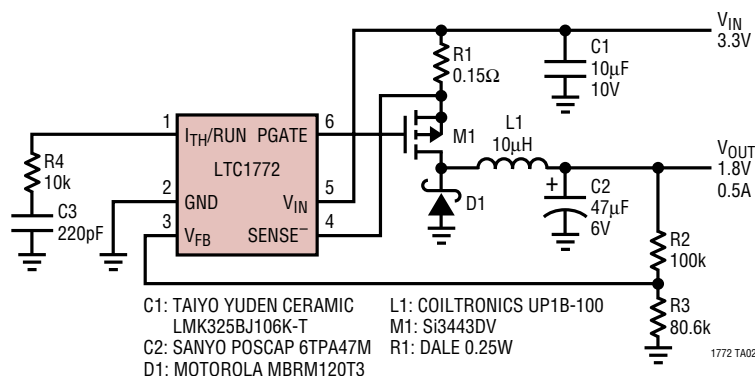 VIN
3.3V
R1
0.15Ω
C1
10µF
10V
1
ITH/RUN
PGATE
6
M1
L1
10µH
VOUT
1.8V
0.5A
R4
10k
LTC1772
2
GND
VIN
5
D1
+
C2
47µF
6V
C3
220pF
3
VFB
SENSE–
4
R2
100k
R3
80.6k
C1: TAIYO YUDEN CERAMIC
LMK325BJ106K-T
C2: SANYO POSCAP 6TPA47M
D1: MOTOROLA MBRM120T3
L1: COILTRONICS UP1B-100
M1: Si3443DV
R1: DALE 0.25W
1772 TA02